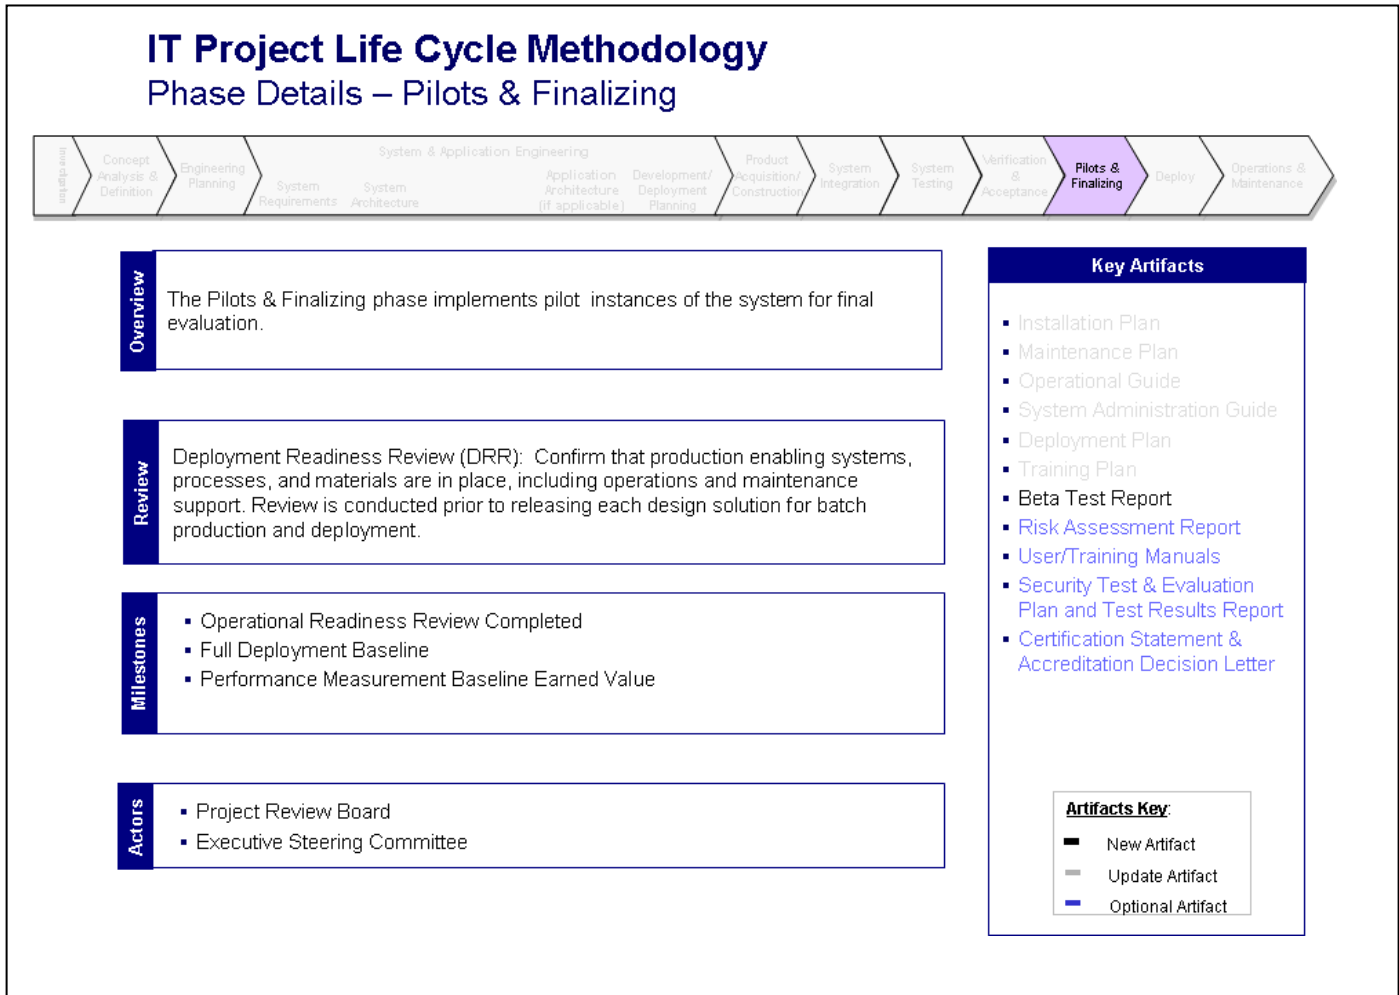 IT Project Life Cycle Methodology
Phase Details – Pilots & Finalizing
Investigation
Concept
Analysis &
Definition
Engineering
Planning
System & Application Engineering
System
Requirements
System
Architecture
Application
Architecture
(if applicable)
Development/
Deployment
Planning
Product
Acquisition/
Construction
System
Integration
System
Testing
Verification
&
Acceptance
Pilots &
Finalizing
Deploy
Operations &
Maintenance
Overview
The Pilots & Finalizing phase implements pilot instances of the system for final
evaluation.
Review
Deployment Readiness Review (DRR): Confirm that production enabling systems,
processes, and materials are in place, including operations and maintenance
support. Review is conducted prior to releasing each design solution for batch
production and deployment.
Milestones
▪ Operational Readiness Review Completed
▪ Full Deployment Baseline
▪ Performance Measurement Baseline Earned Value
Actors
▪ Project Review Board
▪ Executive Steering Committee
Key Artifacts
▪ Installation Plan
▪ Maintenance Plan
▪ Operational Guide
▪ System Administration Guide
▪ Deployment Plan
▪ Training Plan
▪ Beta Test Report
▪ Risk Assessment Report
▪ User/Training Manuals
▪ Security Test & Evaluation
Plan and Test Results Report
▪ Certification Statement &
Accreditation Decision Letter
Artifacts Key:
New Artifact
Update Artifact
Optional Artifact